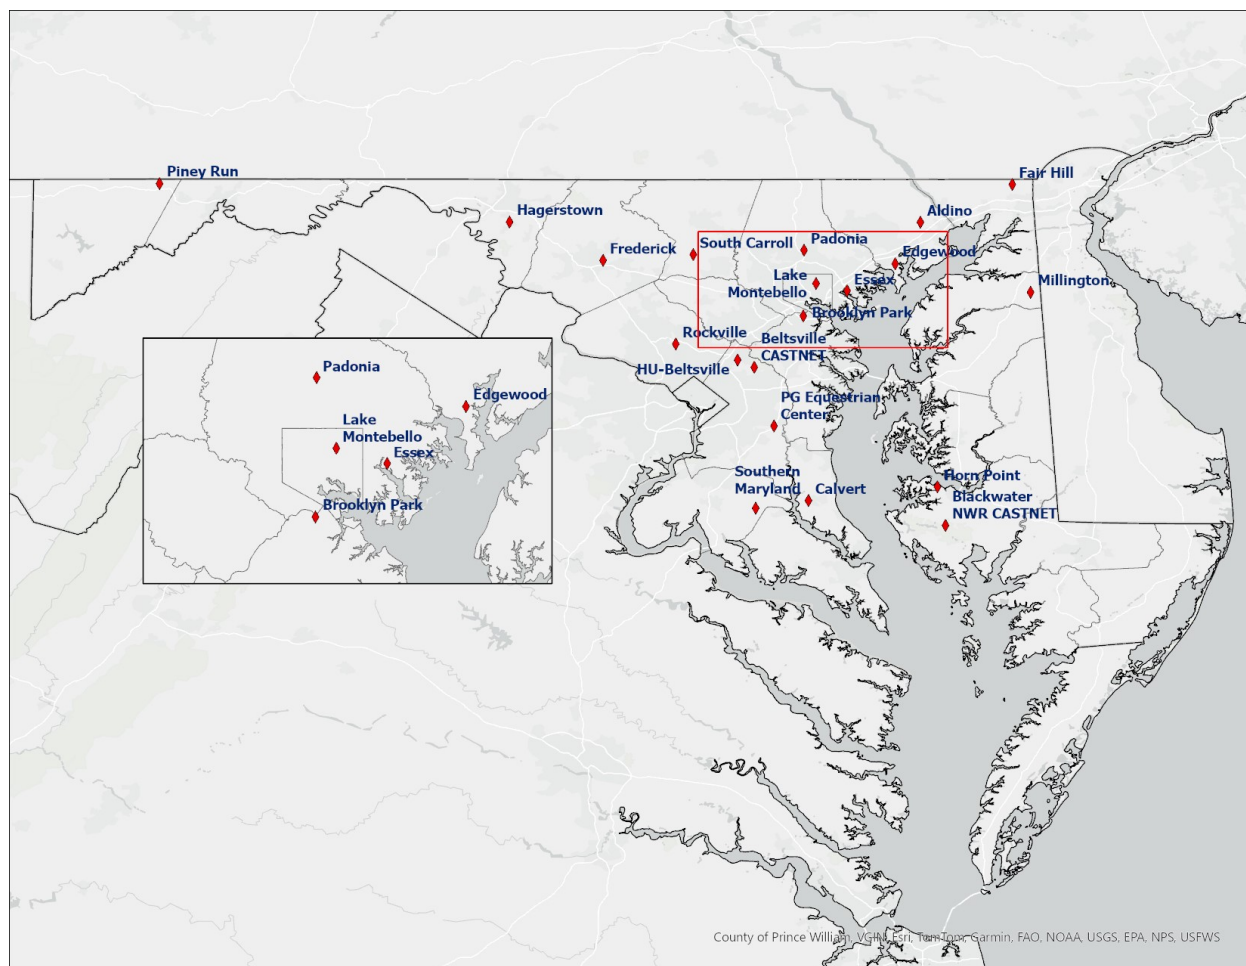 Piney Run
Fair Hill
Hagerstown
Aldino
Frederick
South Carroll
Padonia
Edgewood
Lake
Montebello
Essex
Millington
Brooklyn Park
Rockville
Beltsville
CASTNET
HU-Beltsville
PG Equestrian
Center
Southern
Maryland
Calvert
Horn Point
Blackwater
NWR CASTNET
Padonia
Edgewood
Lake
Montebello
Essex
Brooklyn Park
County of Prince William, VGIN, Esri, TomTom, Garmin, FAO, NOAA, USGS, EPA, NPS, USFWS